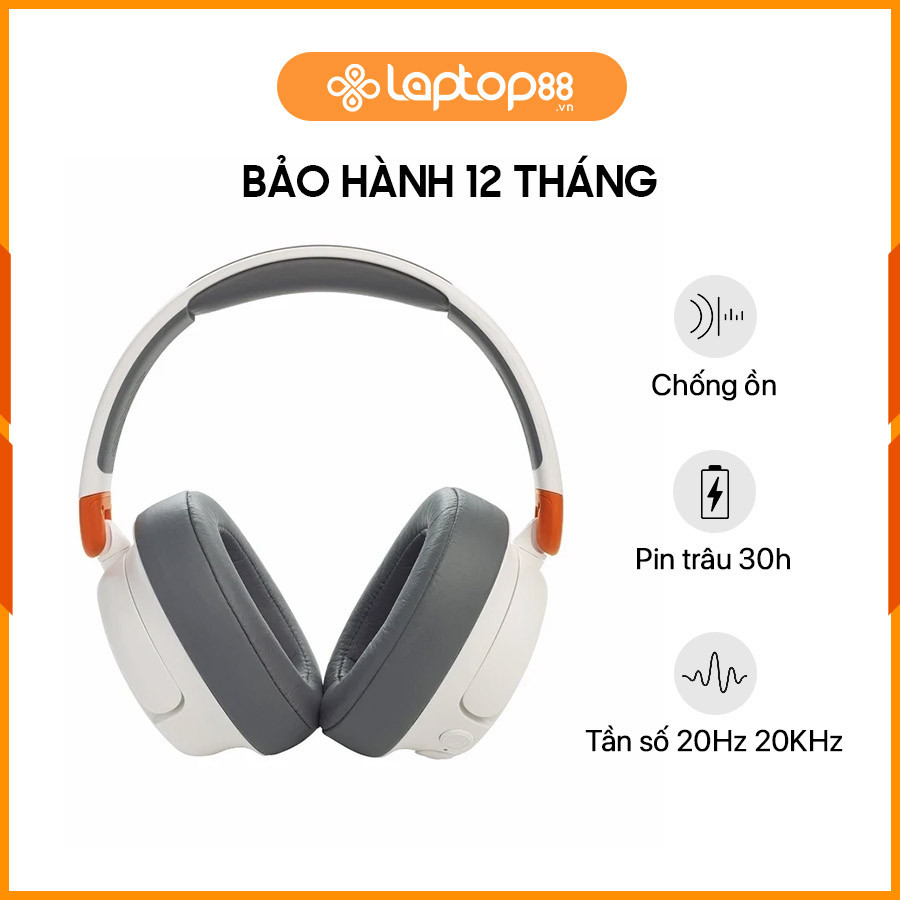 Laptop88
.vn
BẢO HÀNH 12 THÁNG
Chống ồn
Pin trâu 30h
Tần số 20Hz 20KHz